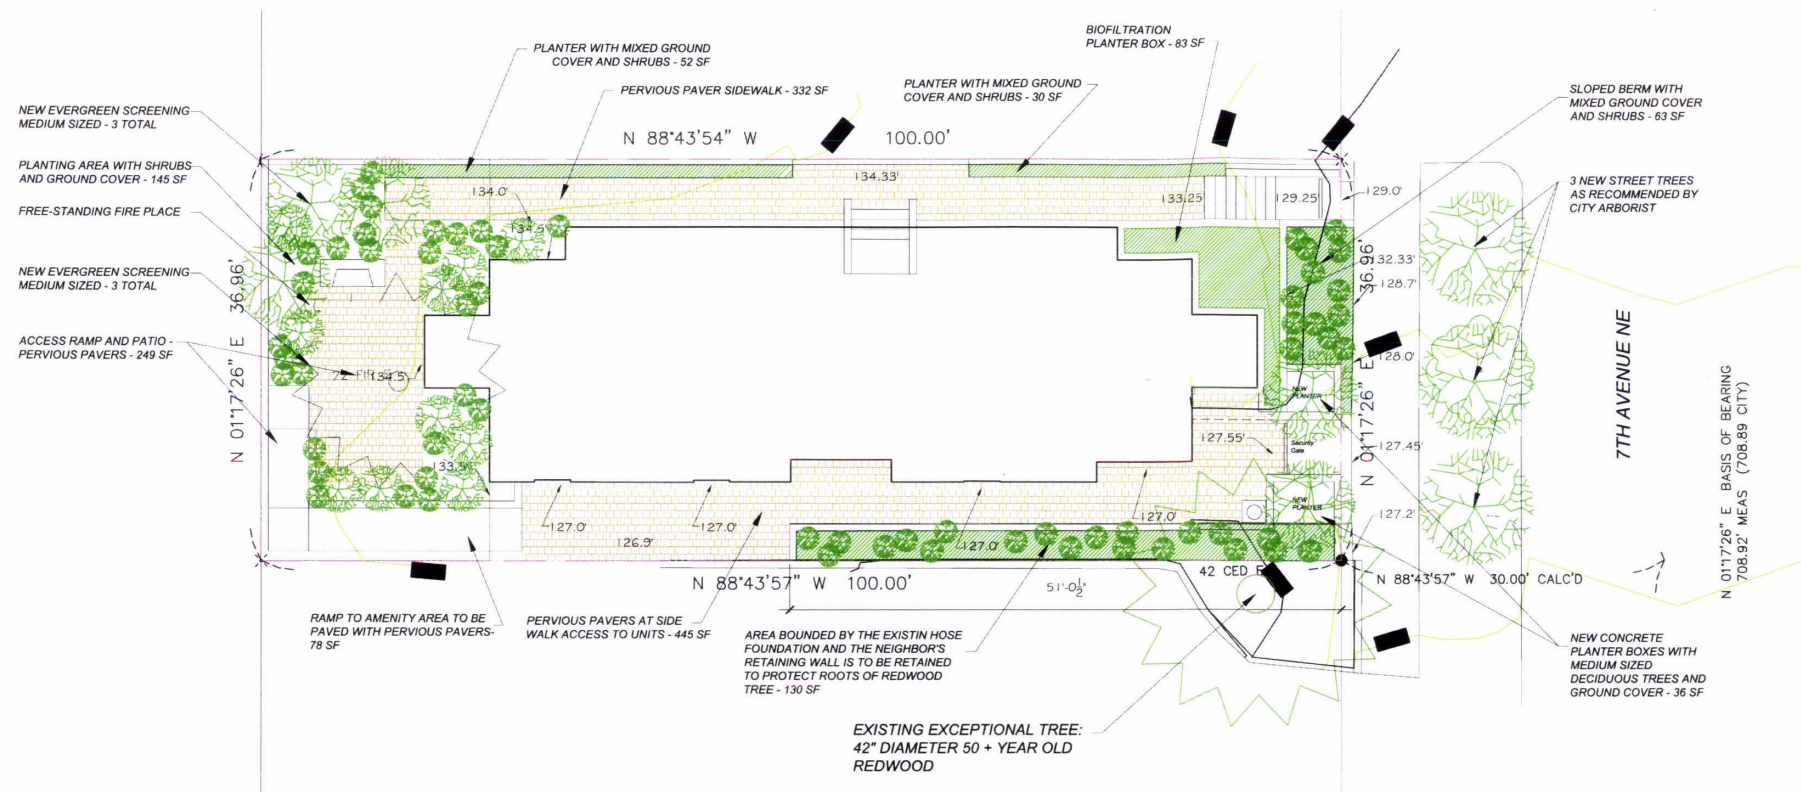 PLANTER WITH MIXED GROUND
COVER AND SHRUBS - 52 SF
PERVIOUS PAVER SIDEWALK - 332 SF
BIOFILTRATION
PLANTER BOX - 83 SF
PLANTER WITH MIXED GROUND
COVER AND SHRUBS - 30 SF
SLOPED BERM WITH
MIXED GROUND COVER
AND SHRUBS - 63 SF
NEW EVERGREEN SCREENING
MEDIUM SIZED - 3 TOTAL
PLANTING AREA WITH SHRUBS
AND GROUND COVER - 145 SF
FREE-STANDING FIRE PLACE
NEW EVERGREEN SCREENING
MEDIUM SIZED - 3 TOTAL
ACCESS RAMP AND PATIO -
PERVIOUS PAVERS - 249 SF
N 88°43'54" W 100.00'
134.0'
134.33'
133.25'
129.25'
129.0'
134.5'
3 NEW STREET TREES
AS RECOMMENDED BY
CITY ARBORIST
132.33'
128.7'
128.0'
N 01°17'26" E 36.96'
N 01°17'26" E 36.96'
134.5'
133.5'
NEW
PLANTER
Security
Gate
NEW
PLANTER
127.55'
127.45'
127.2'
127.0'
127.0'
127.0'
127.0'
126.9'
7TH AVENUE NE
N 01°17'26" E BASIS OF BEARING
708.92' MEAS (708.89 CITY)
N 88°43'57" W 100.00'
51'-0½"
42 CED
N 88°43'57" W 30.00' CALC'D
RAMP TO AMENITY AREA TO BE
PAVED WITH PERVIOUS PAVERS-
78 SF
PERVIOUS PAVERS AT SIDE
WALK ACCESS TO UNITS - 445 SF
AREA BOUNDED BY THE EXISTIN HOSE
FOUNDATION AND THE NEIGHBOR'S
RETAINING WALL IS TO BE RETAINED
TO PROTECT ROOTS OF REDWOOD
TREE - 130 SF
NEW CONCRETE
PLANTER BOXES WITH
MEDIUM SIZED
DECIDUOUS TREES AND
GROUND COVER - 36 SF
EXISTING EXCEPTIONAL TREE:
42" DIAMETER 50 + YEAR OLD
REDWOOD